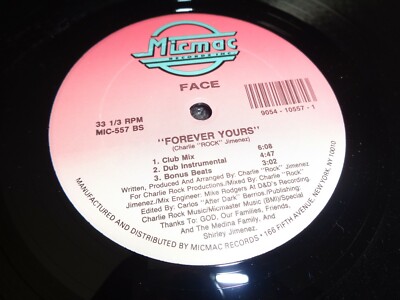 Micmac
RECORDS INC.
FACE
33 1/3 RPM
MIC-557 BS
9054 - 10557 - 1
"FOREVER YOURS"
(Charlie "ROCK" Jimenez)
1. Club Mix 6:08
2. Dub Instrumental 4:47
3. Bonus Beats 3:02
Written, Produced and Arranged By: Charlie "Rock" Jimenez
For Charlie Rock Productions./Mixed By: Charlie "Rock"
Jimenez./Mix Engineer: Mike Rodgers At D&D's Recording.
Edited By: Carlos "After Dark" Berrios./Publishing:
Charlie Rock Music/Micmaster Music (BMI)/Special
Thanks To: GOD, Our Families, Friends,
And The Medina Family, And
Shirley Jimenez.
MANUFACTURED AND DISTRIBUTED BY MICMAC RECORDS • 166 FIFTH AVENUE, NEW YORK, NY 10010